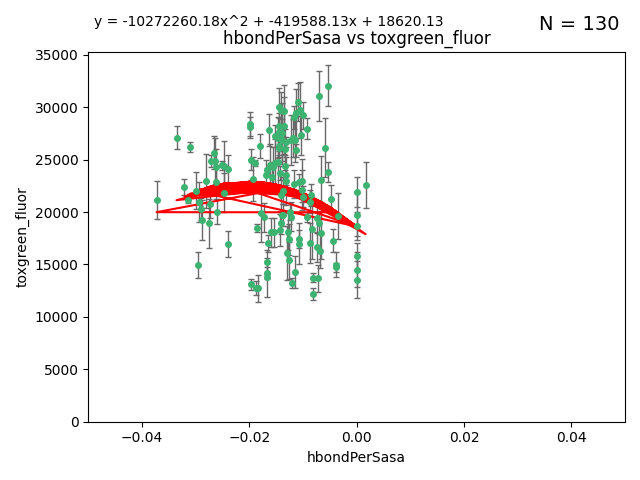 y = -10272260.18x^2 + -419588.13x + 18620.13
N = 130
hbondPerSasa vs toxgreen_fluor
35000
30000
25000
20000
15000
10000
5000
0
toxgreen_fluor
−0.04
−0.02
0.00
0.02
0.04
hbondPerSasa